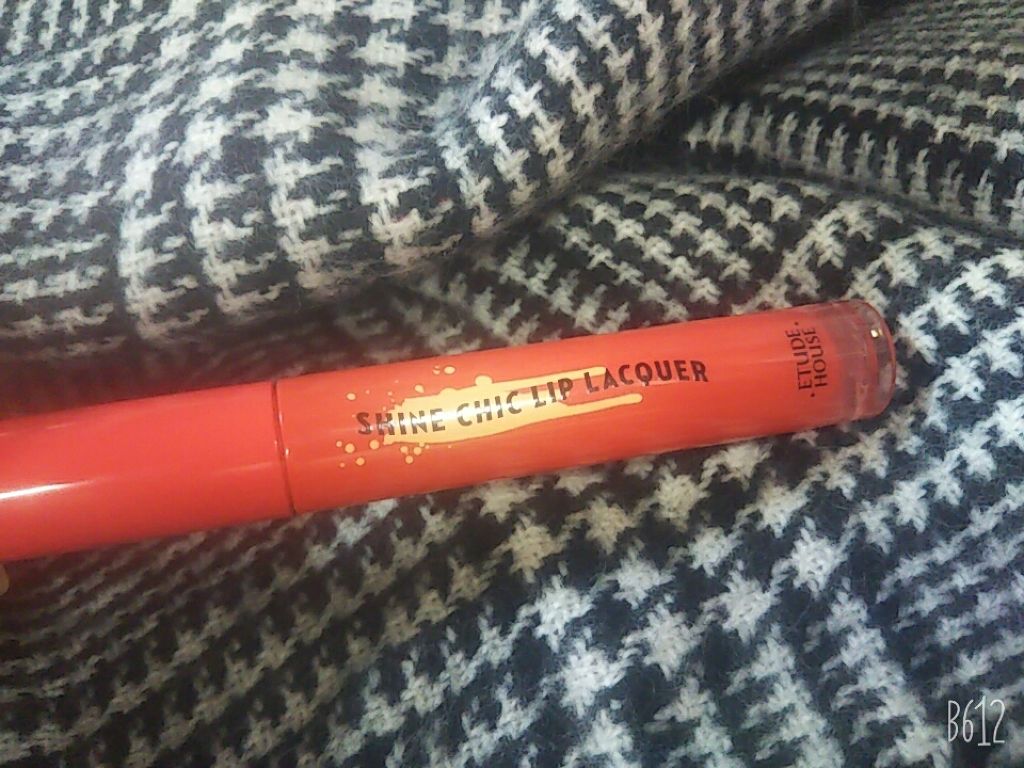 SHINE CHIC LIP LACQUER
·ETUDE·
HOUSE
B612